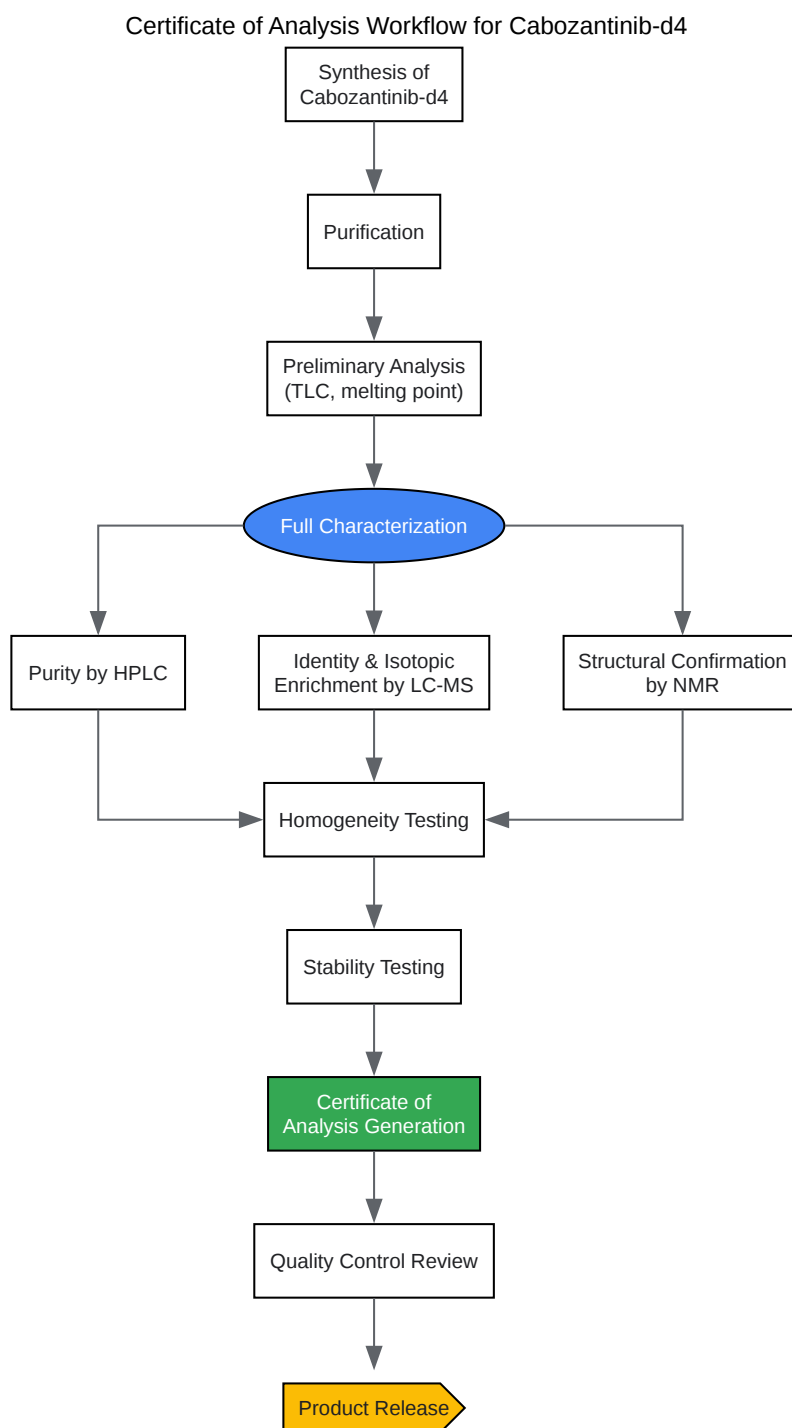 Certificate of Analysis Workflow for Cabozantinib-d4
Synthesis of
Cabozantinib-d4
Purification
Preliminary Analysis
(TLC, melting point)
Full Characterization
Purity by HPLC
Identity & Isotopic
Enrichment by LC-MS
Structural Confirmation
by NMR
Homogeneity Testing
Stability Testing
Certificate of
Analysis Generation
Quality Control Review
Product Release